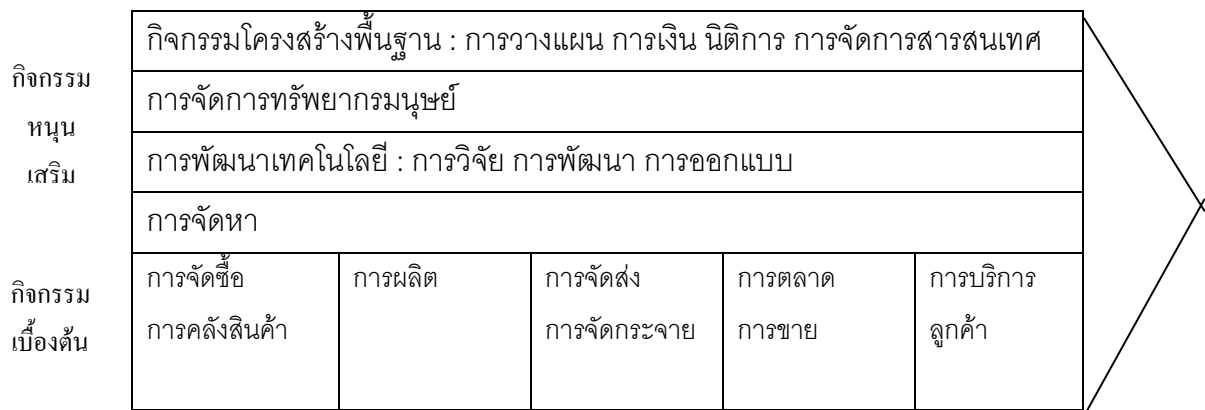 กิจกรรม
หนุน
เสริม
กิจกรรมโครงสร้างพื้นฐาน : การวางแผน การเงิน นิติการ การจัดการสารสนเทศ
การจัดการทรัพยากรมนุษย์
การพัฒนาเทคโนโลยี : การวิจัย การพัฒนา การออกแบบ
การจัดหา
กิจกรรม
เบื้องต้น
การจัดซื้อ
การคลังสินค้า
การผลิต
การจัดส่ง
การจัดกระจาย
การตลาด
การขาย
การบริการ
ลูกค้า